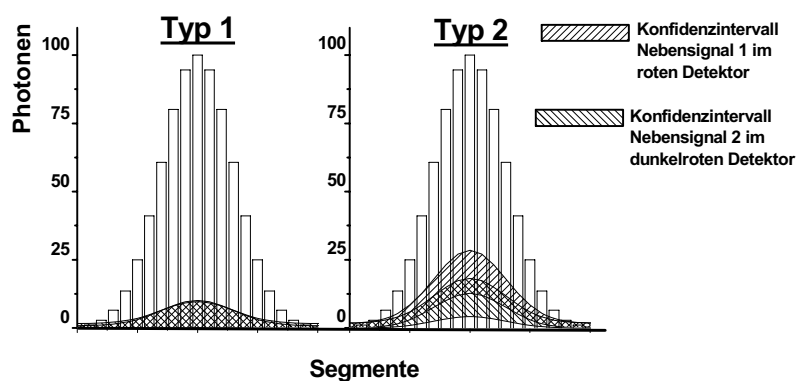 Typ 1
Typ 2
Photonen
100
75
50
25
0
100
75
50
25
0
Segmente
Konfidenzintervall
Nebensignal 1 im
roten Detektor
Konfidenzintervall
Nebensignal 2 im
dunkelroten Detektor